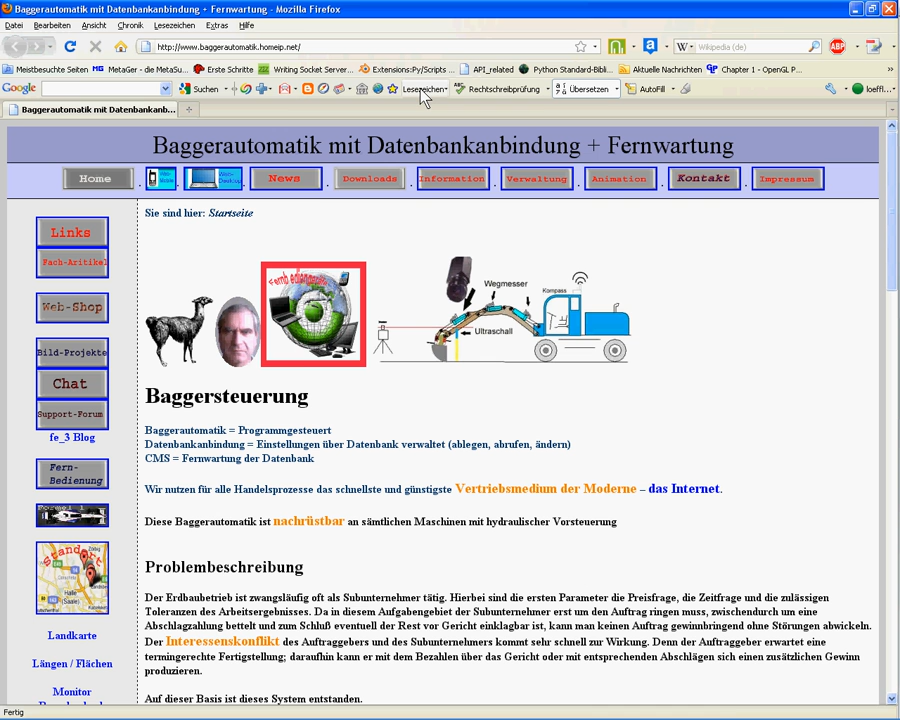 Baggerautomatik mit Datenbankanbindung + Fernwartung - Mozilla Firefox
Datei Bearbeiten Ansicht Chronik Lesezeichen Extras Hilfe
http://www.baggerautomatik.homeip.net/ Wikipedia (de) ABP
Meistbesuchte Seiten MetaGer - die MetaSu... Erste Schritte Writing Socket Server... Extensions:Py/Scripts ... API_related Python Standard-Bibli... Aktuelle Nachrichten Chapter 1 - OpenGL P...
Google Suchen Lesezeichen Rechtschreibprüfung Übersetzen AutoFill loeffl...
Baggerautomatik mit Datenbankanb...
Baggerautomatik mit Datenbankanbindung + Fernwartung
Home . . . News . Downloads . Information . Verwaltung . Animation . Kontakt . Impressum
Sie sind hier: Startseite
Links
Fach-Aritikel
Web-Shop
Bild-Projekte
Chat
Support-Forum
fe_3 Blog
Fern-
Bedienung
Standort
Halle
(Saale)
Landkarte
Längen / Flächen
Monitor
Wegmesser
Kompass
Ultraschall
Baggersteuerung
Baggerautomatik = Programmgesteuert
Datenbankanbindung = Einstellungen über Datenbank verwaltet (ablegen, abrufen, ändern)
CMS = Fernwartung der Datenbank
Wir nutzen für alle Handelsprozesse das schnellste und günstigste Vertriebsmedium der Moderne – das Internet.
Diese Baggerautomatik ist nachrüstbar an sämtlichen Maschinen mit hydraulischer Vorsteuerung
Problembeschreibung
Der Erdbaubetrieb ist zwangsläufig oft als Subunternehmer tätig. Hierbei sind die ersten Parameter die Preisfrage, die Zeitfrage und die zulässigen
Toleranzen des Arbeitsergebnisses. Da in diesem Aufgabengebiet der Subunternehmer erst um den Auftrag ringen muss, zwischendurch um eine
Abschlagzahlung bettelt und zum Schluß eventuell der Rest vor Gericht einklagbar ist, kann man keinen Auftrag gewinnbringend ohne Störungen abwickeln.
Der Interessenskonflikt des Auftraggebers und des Subunternehmers kommt sehr schnell zur Wirkung. Denn der Auftraggeber erwartet eine
termingerechte Fertigstellung; daraufhin kann er mit dem Bezahlen über das Gericht oder mit entsprechenden Abschlägen sich einen zusätzlichen Gewinn
produzieren.
Auf dieser Basis ist dieses System entstanden.
Fertig